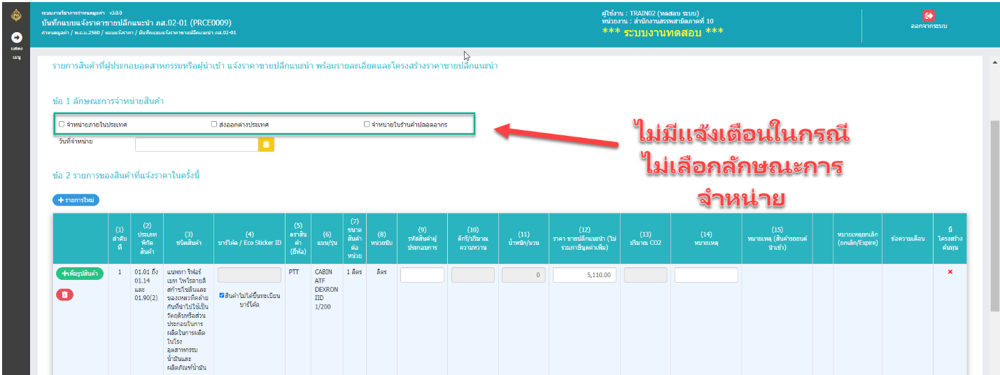 ระบบงานวิชาการกำหนดมูลค่า v3.0.0
บันทึกแบบแจ้งราคาขายปลีกแนะนำ ภส.02-01 (PRCE0009)
กำหนดมูลค่า / พ.ร.บ.2560 / แบบแจ้งราคา / บันทึกแบบแจ้งราคาขายปลีกแนะนำ ภส.02-01
ผู้ใช้งาน : TRAIN02 (ทดสอบ ระบบ)
หน่วยงาน : สำนักงานสรรพสามิตภาคที่ 10
*** ระบบงานทดสอบ ***
ออกจากระบบ
แสดง
เมนู
รายการสินค้าที่ผู้ประกอบอุตสาหกรรมหรือผู้นำเข้า แจ้งราคาขายปลีกแนะนำ พร้อมรายละเอียดและโครงสร้างราคาขายปลีกแนะนำ
ข้อ 1 ลักษณะการจำหน่ายสินค้า
จำหน่ายภายในประเทศ
ส่งออกต่างประเทศ
จำหน่ายในร้านค้าปลอดอากร
วันที่จำหน่าย
ไม่มีแจ้งเตือนในกรณี
ไม่เลือกลักษณะการ
จำหน่าย
ข้อ 2 รายการของสินค้าที่แจ้งราคาในครั้งนี้
+รายการใหม่
(1)
ลำดับ
ที่
(2)
ประเภท
พิกัด
สินค้า
(3)
ชนิดสินค้า
(4)
บาร์โค้ด / Eco Sticker ID
(5)
ตราสิน
ค้า
(ยี่ห้อ)
(6)
แบบ/รุ่น
(7)
ขนาด
สินค้า
ต่อ
หน่วย
(8)
หน่วยนับ
(9)
รหัสสินค้าผู้
ประกอบการ
(10)
ดีกรี/ปริมาณ
ความหวาน
(11)
น้ำหนัก/มวน
(12)
ราคา ขายปลีกแนะนำ (ไม่
รวมภาษีมูลค่าเพิ่ม)
(13)
ปริมาณ CO2
(14)
หมายเหตุ
(15)
หมายเหตุ (สินค้ารถยนต์
นำเข้า)
หมายเหตุยกเลิก
(ยกเลิก/Expire)
ข้อความเตือน
มี
โครงสร้าง
ต้นทุน
+เพิ่มรูปสินค้า
1
01.01 ถึง
01.14
และ
01.90(2)
แนพทา ริฟอร์
เมท ไพโรลายลิ
สก๊าซโซลีนและ
ของเหลวที่คล้าย
กันที่นำไปใช้เป็น
วัตถุดิบหรือส่วน
ประกอบในการ
ผลิตในการผลิต
ในโรง
อุตสาหกรรม
น้ำมันและ
ผลิตภัณฑ์น้ำมัน
สินค้าไม่ได้ขึ้นทะเบียน
บาร์โค้ด
PTT
CABIN
ATF
DEXRON
IID
1/200
1 ลิตร
ลิตร
0
5,110.00